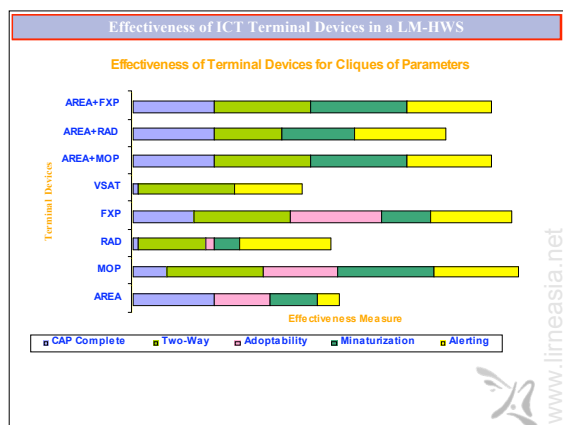 Effectiveness of ICT Terminal Devices in a LM-HWS
Effectiveness of Terminal Devices for Cliques of Parameters
Terminal Devices
AREA+FXP
AREA+RAD
AREA+MOP
VSAT
FXP
RAD
MOP
AREA
Effectiveness Measure
CAP Complete Two-Way Adoptability Minaturization Alerting
www.lirneasia.net